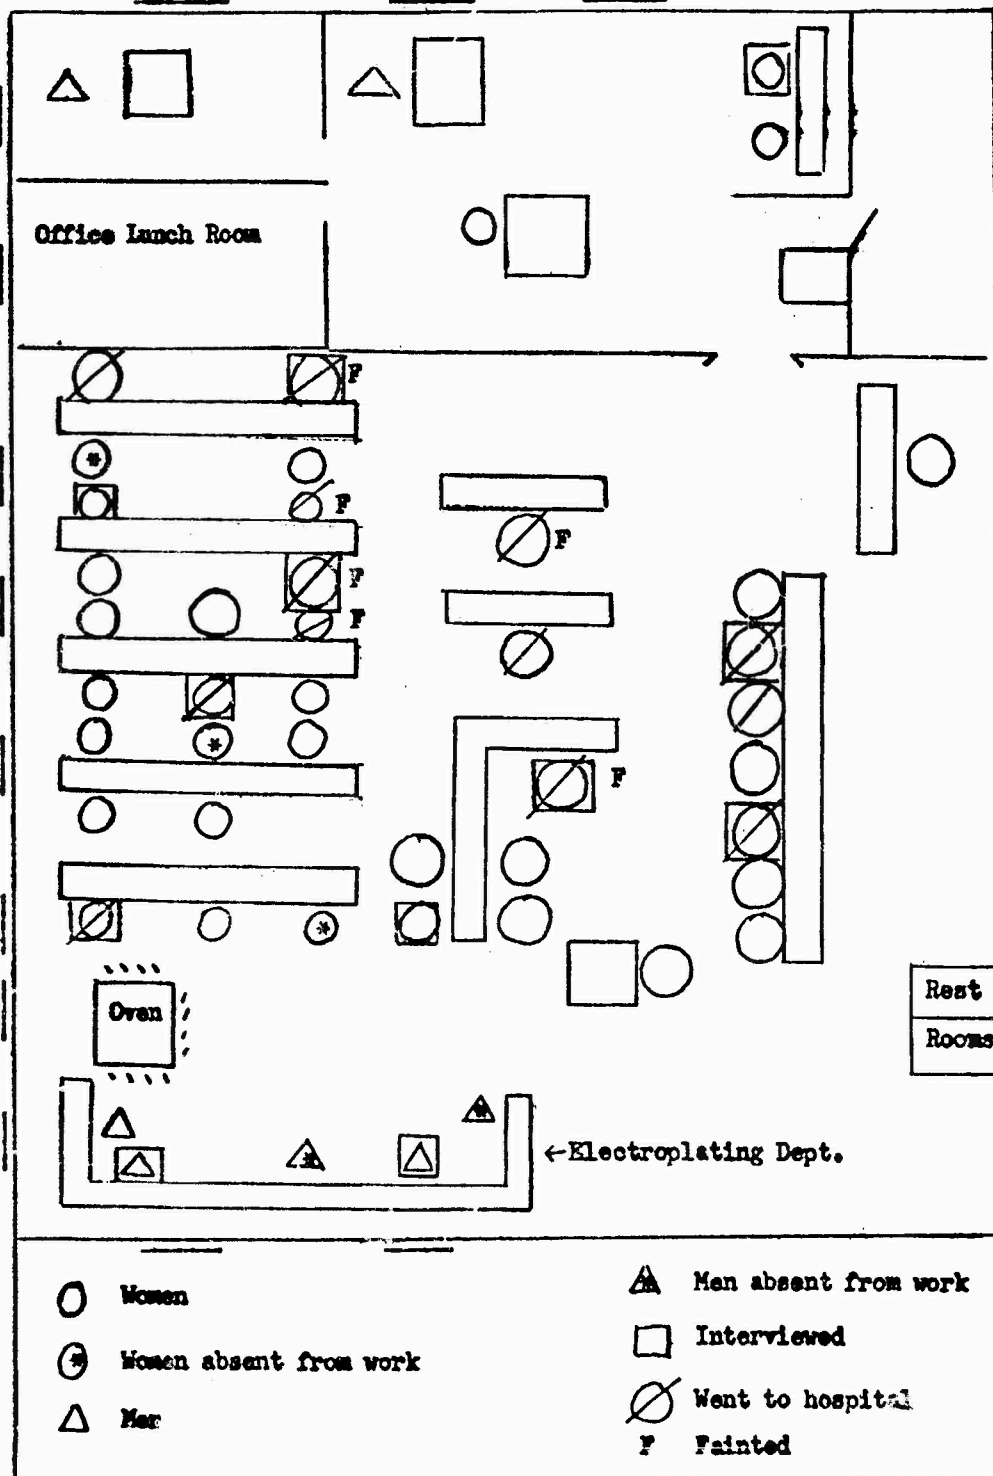 Office Lunch Room
F
F
F
F
F
F
Oven
Rest
Rooms
←Electroplating Dept.
Women
Men absent from work
Women absent from work
Interviewed
Men
Went to hospital
F Fainted